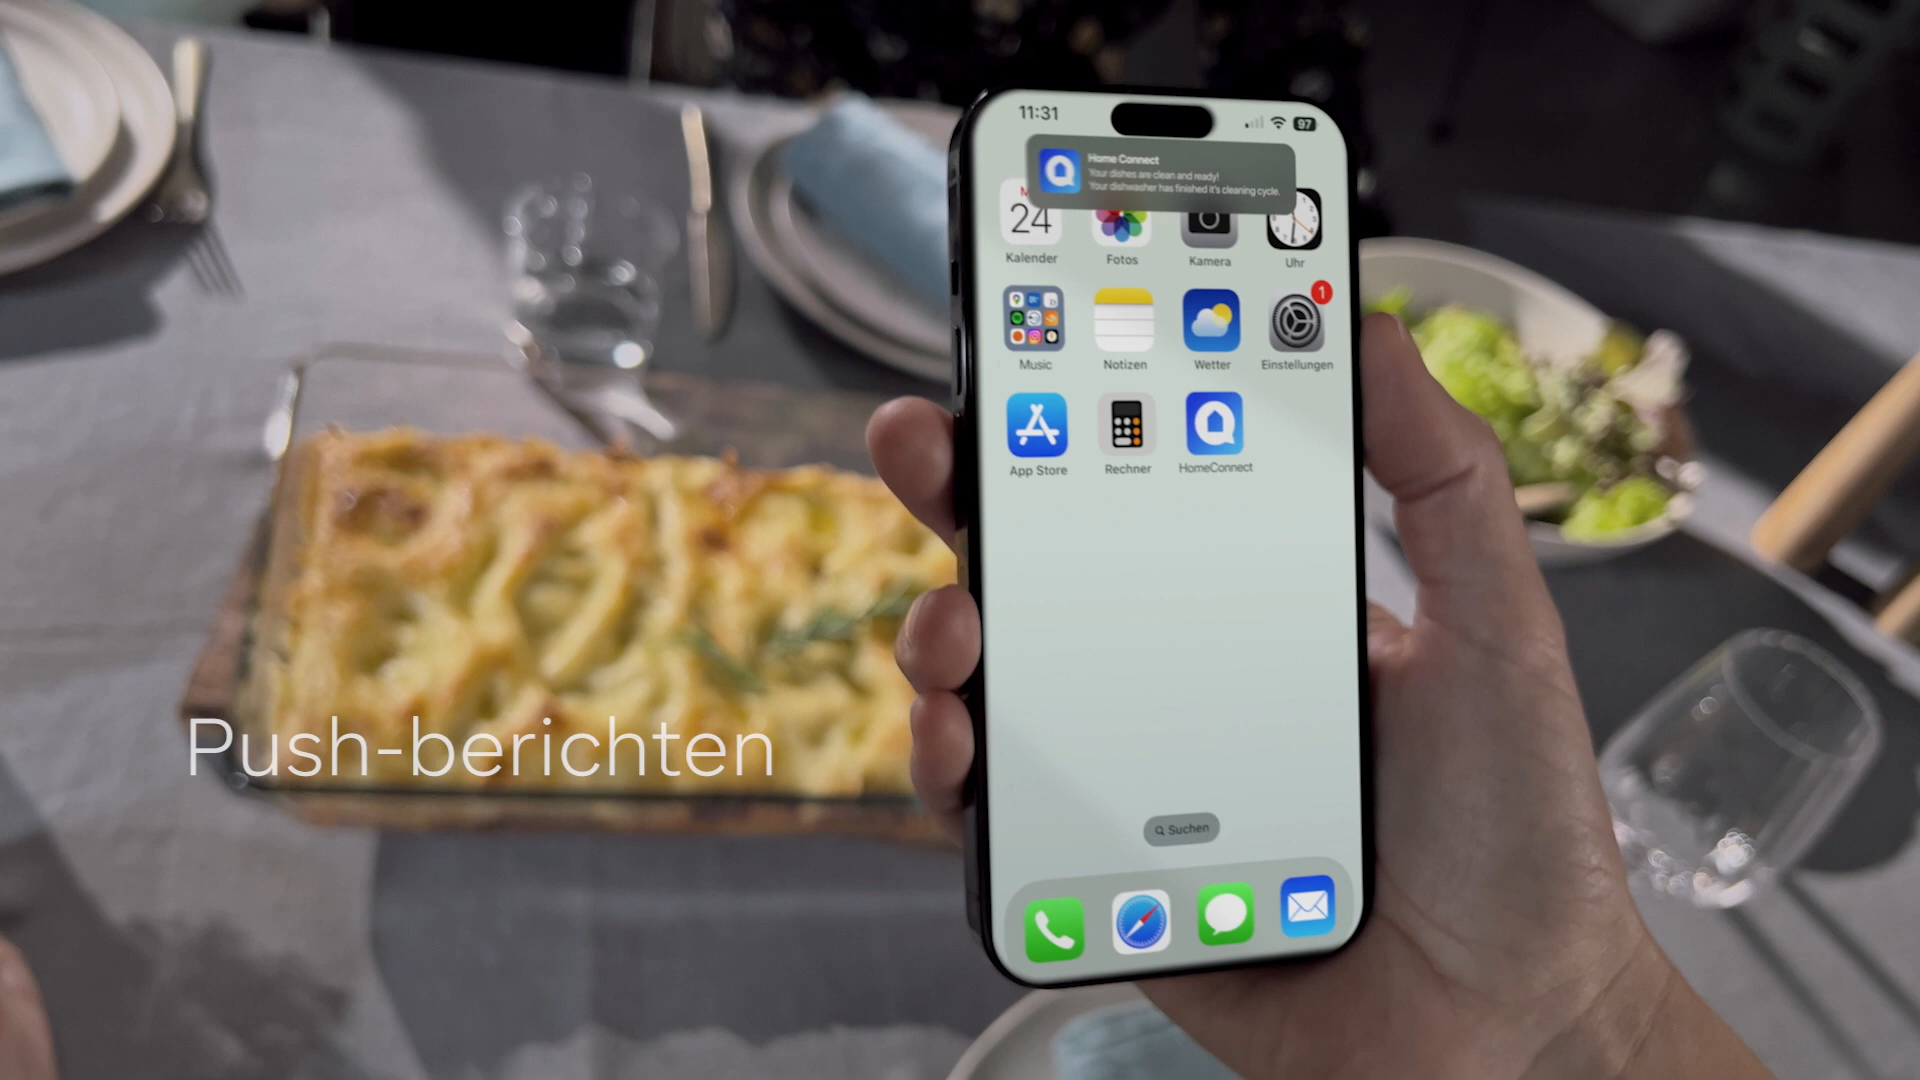 11:31
97
Home Connect
Your dishes are clean and ready!
Your dishwasher has finished it's cleaning cycle.
24
Kalender
Fotos
Kamera
Uhr
1
Music
Notizen
Wetter
Einstellungen
App Store
Rechner
HomeConnect
Push-berichten
Suchen